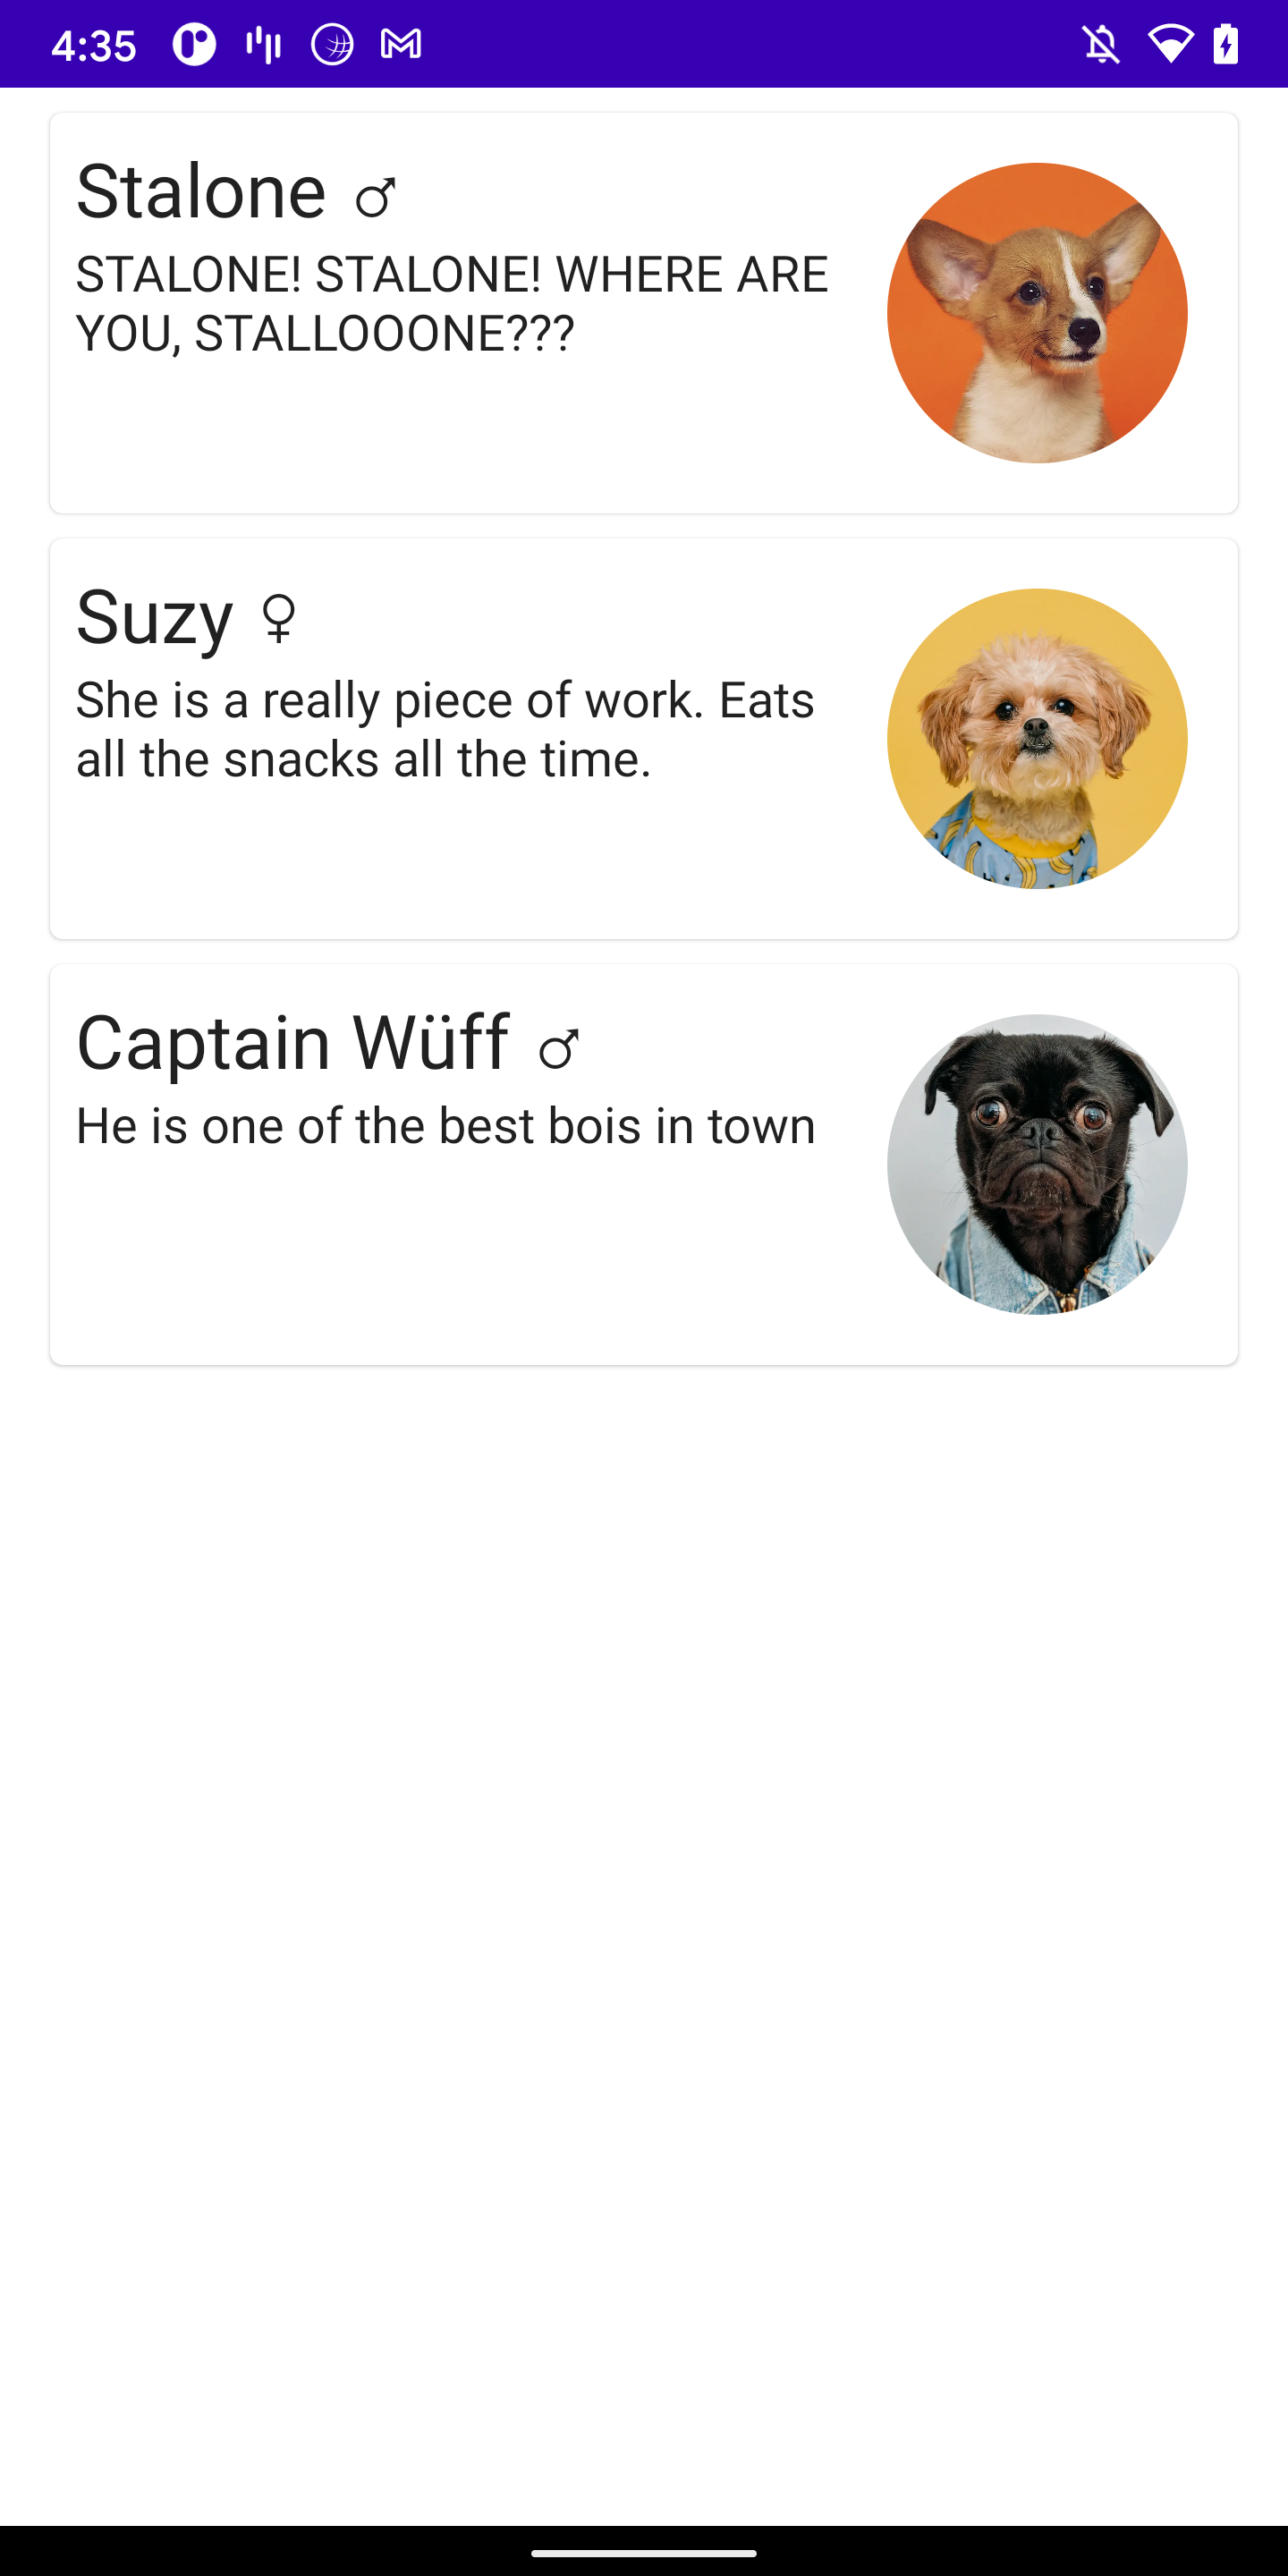 4:35
Stalone ♂
STALONE! STALONE! WHERE ARE
YOU, STALLOOONE???
Suzy ♀
She is a really piece of work. Eats
all the snacks all the time.
Captain Wüff ♂
He is one of the best bois in town